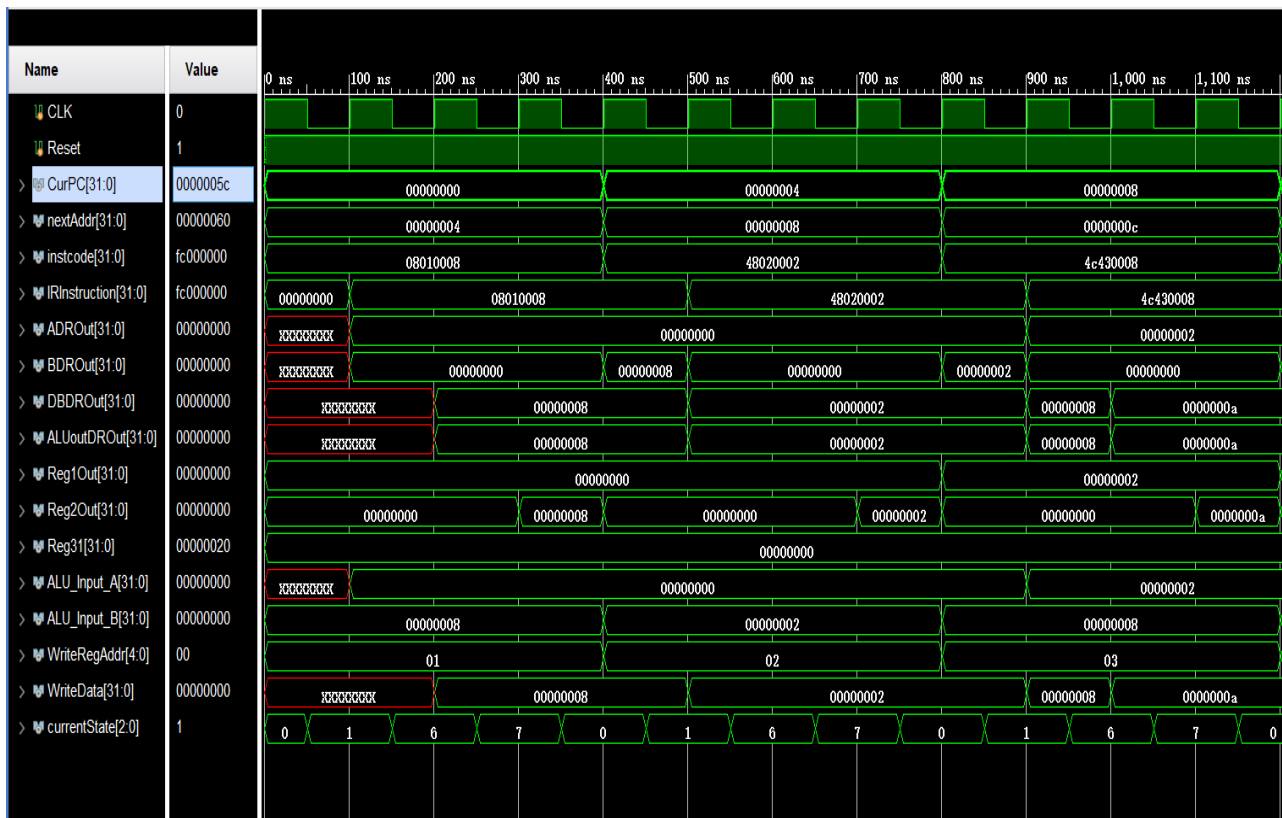 Name Value
0 ns 100 ns 200 ns 300 ns 400 ns 500 ns 600 ns 700 ns 800 ns 900 ns 1,000 ns 1,100 ns
CLK 0
Reset 1
CurPC[31:0] 0000005c 00000000 00000004 00000008
nextAddr[31:0] 00000060 00000004 00000008 0000000c
instcode[31:0] fc000000 08010008 48020002 4c430008
IRInstruction[31:0] fc000000 00000000 08010008 48020002 4c430008
ADROut[31:0] 00000000 XXXXXXXX 00000000 00000002
BDROut[31:0] 00000000 XXXXXXXX 00000000 00000008 00000000 00000002 00000000
DBDROut[31:0] 00000000 XXXXXXXX 00000008 00000002 00000008 0000000a
ALUoutDROut[31:0] 00000000 XXXXXXXX 00000008 00000002 00000008 0000000a
Reg1Out[31:0] 00000000 00000000 00000002
Reg2Out[31:0] 00000000 00000000 00000008 00000000 00000002 00000000 0000000a
Reg31[31:0] 00000020 00000000
ALU_Input_A[31:0] 00000000 XXXXXXXX 00000000 00000002
ALU_Input_B[31:0] 00000000 00000008 00000002 00000008
WriteRegAddr[4:0] 00 01 02 03
WriteData[31:0] 00000000 XXXXXXXX 00000008 00000002 00000008 0000000a
currentState[2:0] 1 0 1 6 7 0 1 6 7 0 1 6 7 0